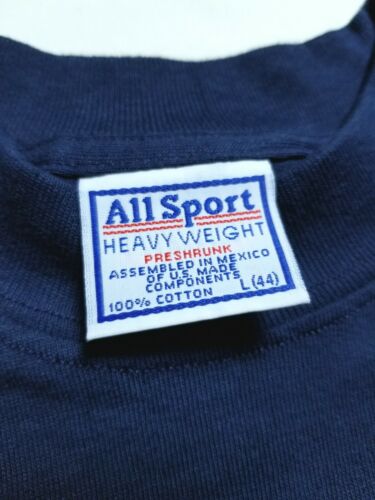 All Sport
HEAVY WEIGHT
PRESHRUNK
ASSEMBLED IN MEXICO
OF U.S. MADE
COMPONENTS
100% COTTON L (44)